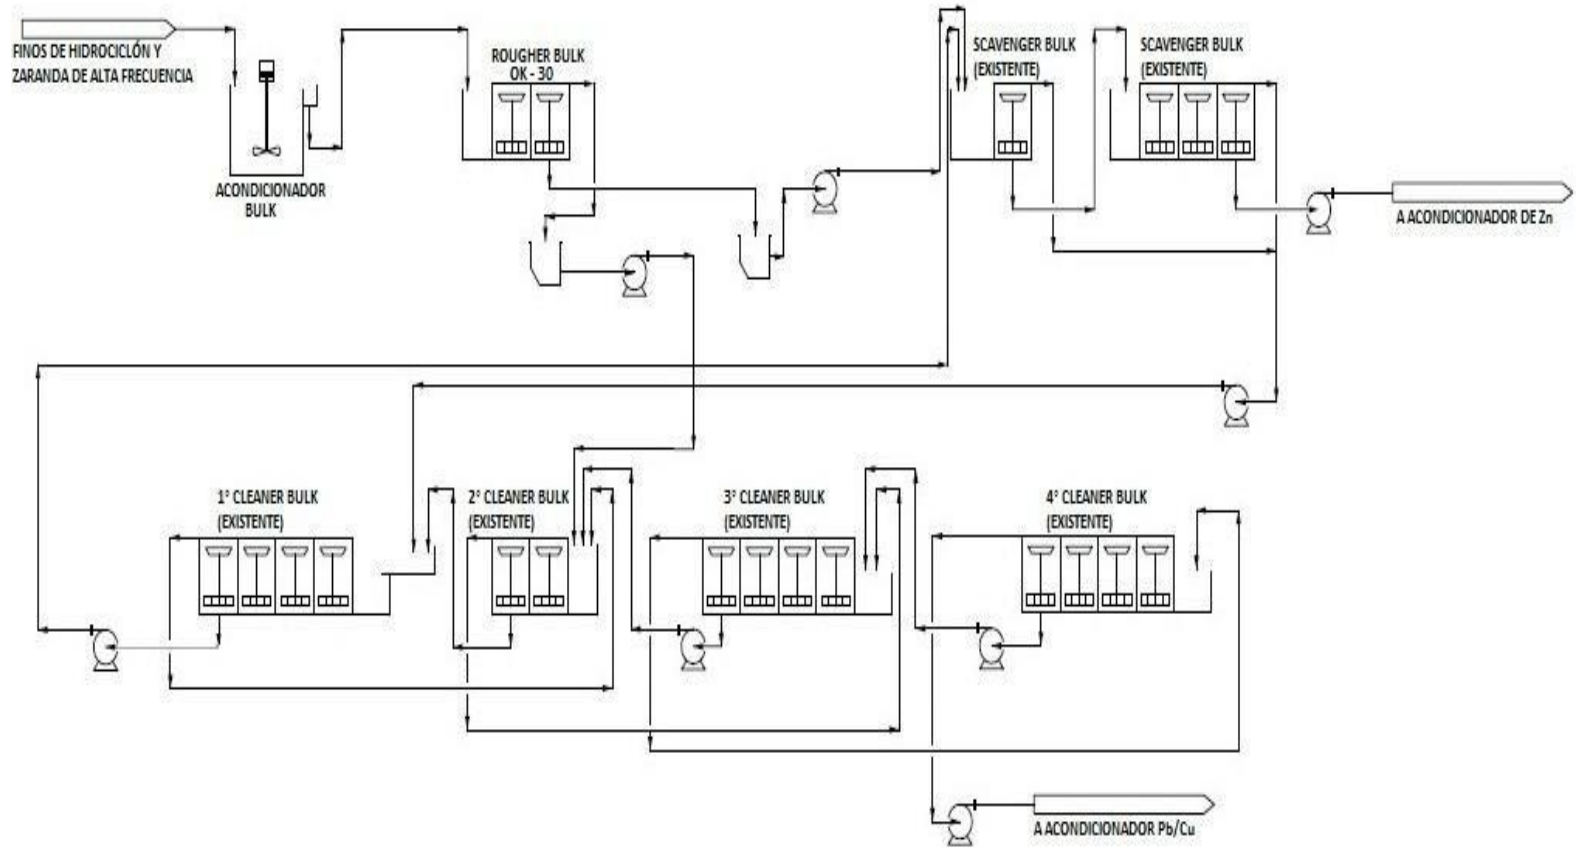 FINOS DE HIDROCICLÓN Y
ZARANDA DE ALTA FRECUENCIA
ACONDICIONADOR
BULK
ROUGHER BULK
OK - 30
SCAVENGER BULK
(EXISTENTE)
SCAVENGER BULK
(EXISTENTE)
A ACONDICIONADOR DE Zn
1° CLEANER BULK
(EXISTENTE)
2° CLEANER BULK
(EXISTENTE)
3° CLEANER BULK
(EXISTENTE)
4° CLEANER BULK
(EXISTENTE)
A ACONDICIONADOR Pb/Cu